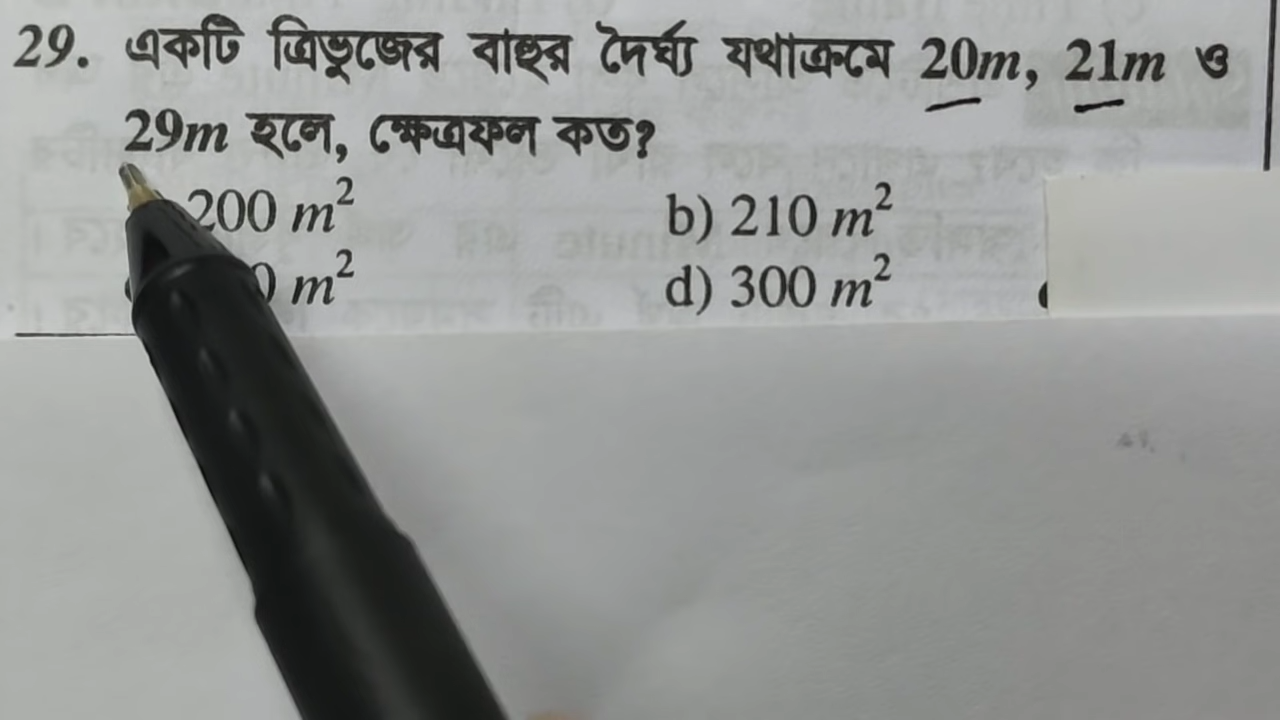 29. একটি ত্রিভুজের বাহুর দৈর্ঘ্য যথাক্রমে 20m, 21m ও
29m হলে, ক্ষেত্রফল কত?
200 m² b) 210 m²
m² d) 300 m²